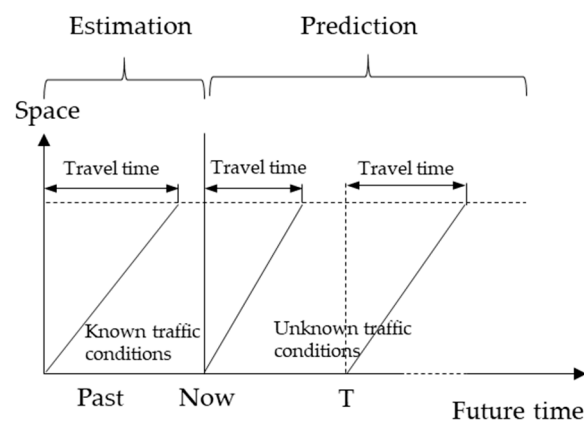 Estimation
Prediction
Space
Travel time
Travel time
Travel time
Known traffic
conditions
Unknown traffic
conditions
Past
Now
T
Future time